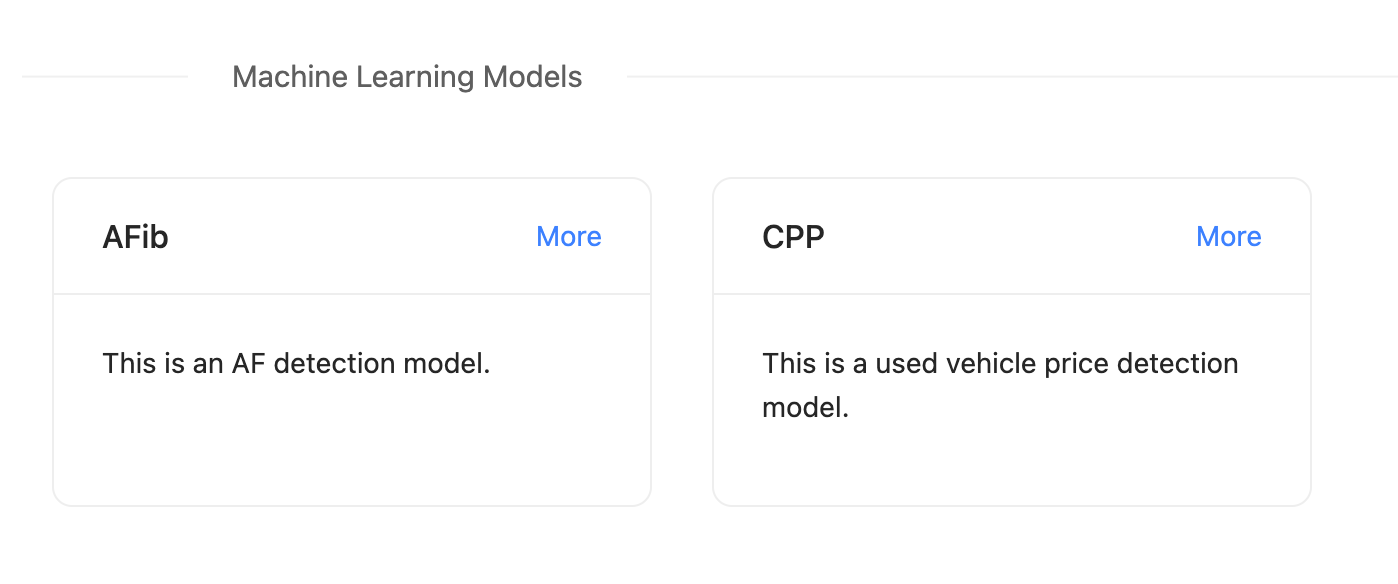 Machine Learning Models
AFib
More
This is an AF detection model.
CPP
More
This is a used vehicle price detection
model.